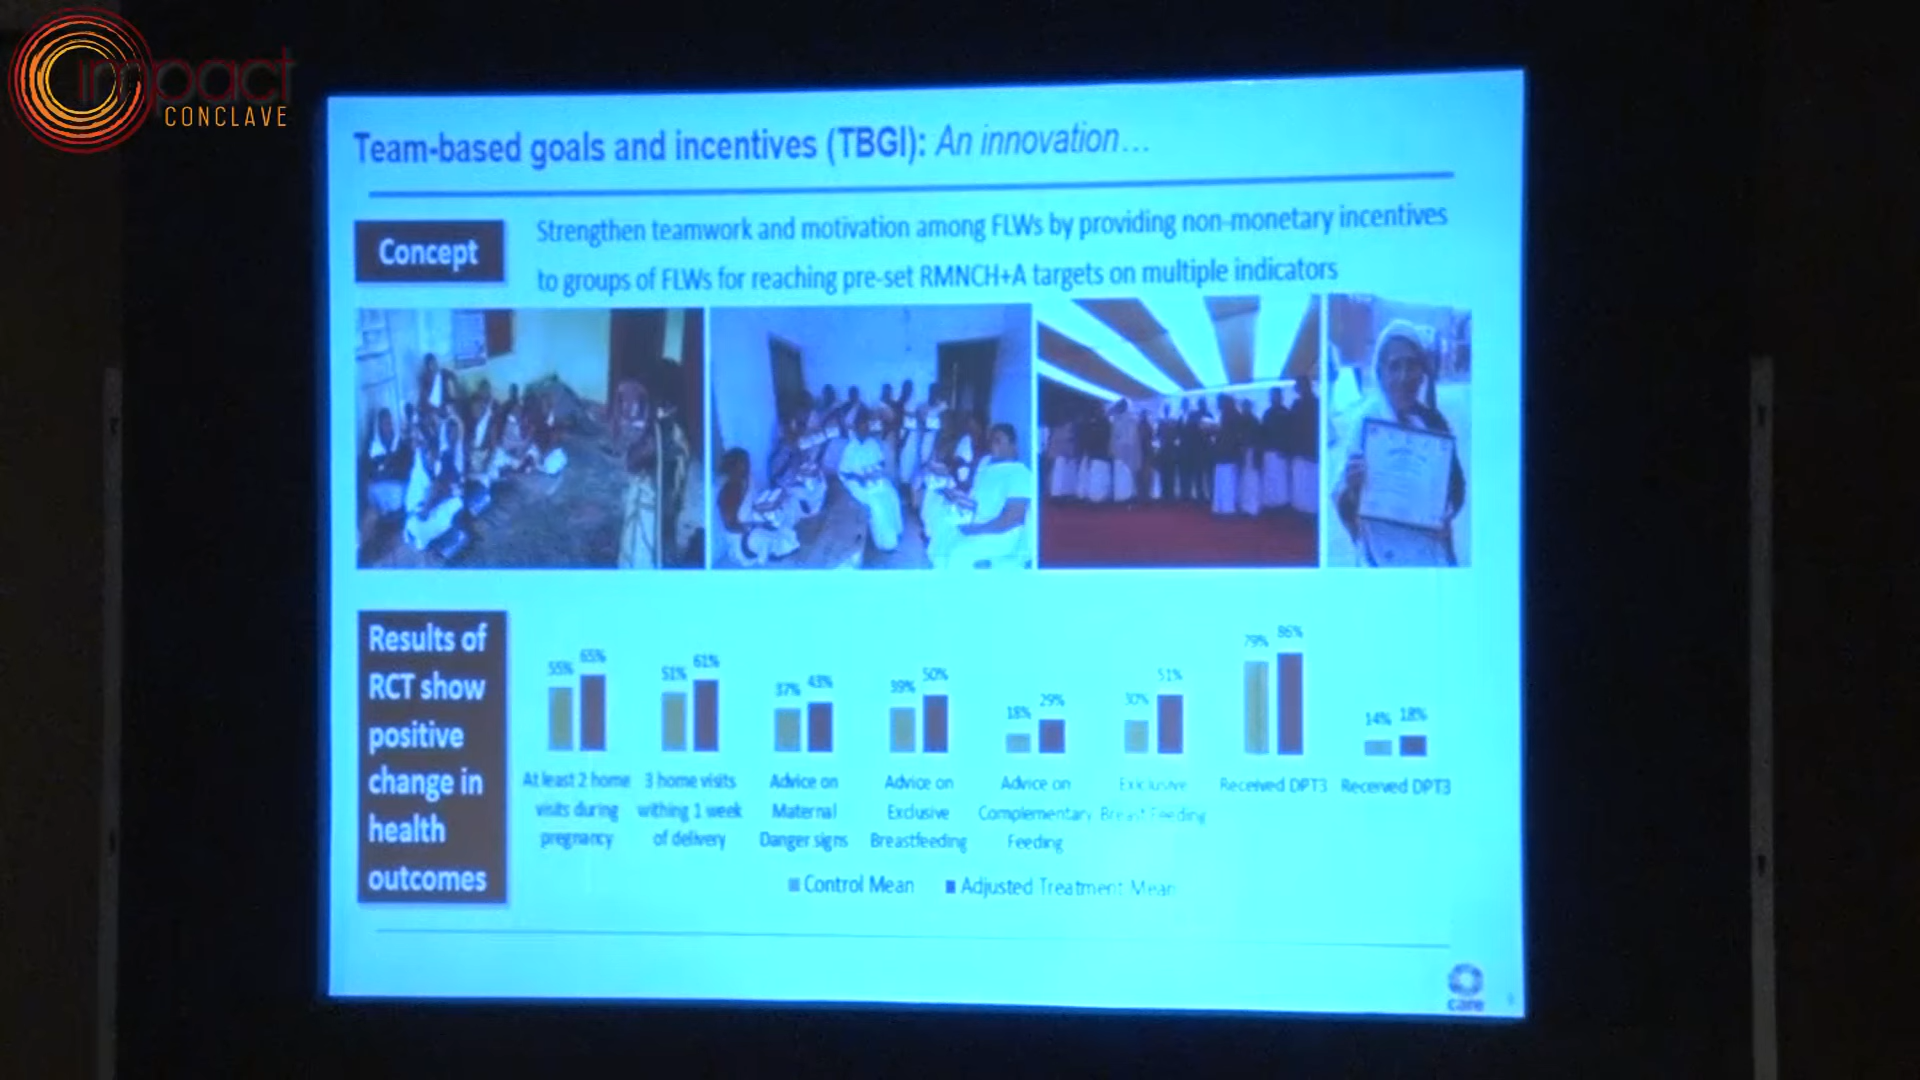 impact
CONCLAVE
Team-based goals and incentives (TBGI): An innovation...
Concept
Strengthen teamwork and motivation among FLWs by providing non-monetary incentives
to groups of FLWs for reaching pre-set RMNCH+A targets on multiple indicators
Results of
RCT show
positive
change in
health
outcomes
55% 65%
51% 61%
37% 43%
39% 50%
18% 29%
30% 51%
79% 86%
14% 18%
At least 2 home
visits during
pregnancy
3 home visits
withing 1 week
of delivery
Advice on
Maternal
Danger signs
Advice on
Exclusive
Breastfeeding
Advice on
Complementary
Feeding
Exclusive
Breast Feeding
Received DPT3
Received DPT3
Control Mean
Adjusted Treatment Mean
care